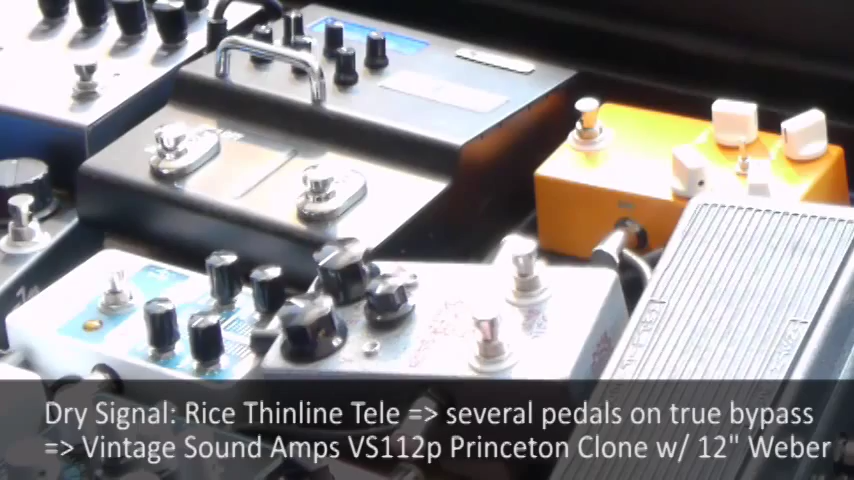 Dry Signal: Rice Thinline Tele => several pedals on true bypass
=> Vintage Sound Amps VS112p Princeton Clone w/ 12" Weber